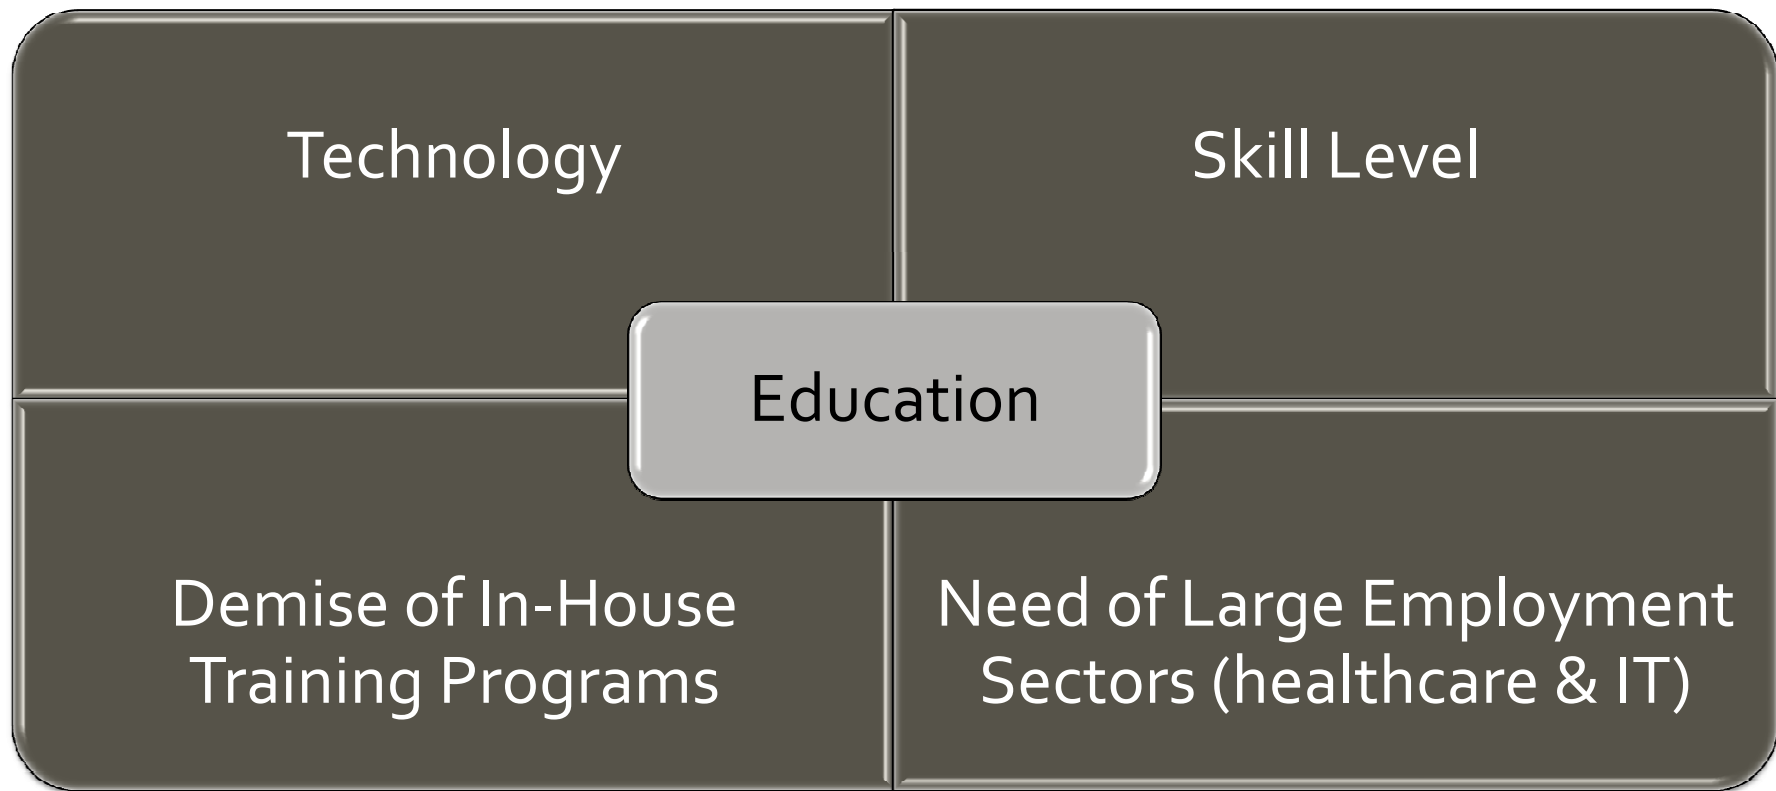 Technology
Skill Level
Education
Demise of In-House
Training Programs
Need of Large Employment
Sectors (healthcare & IT)